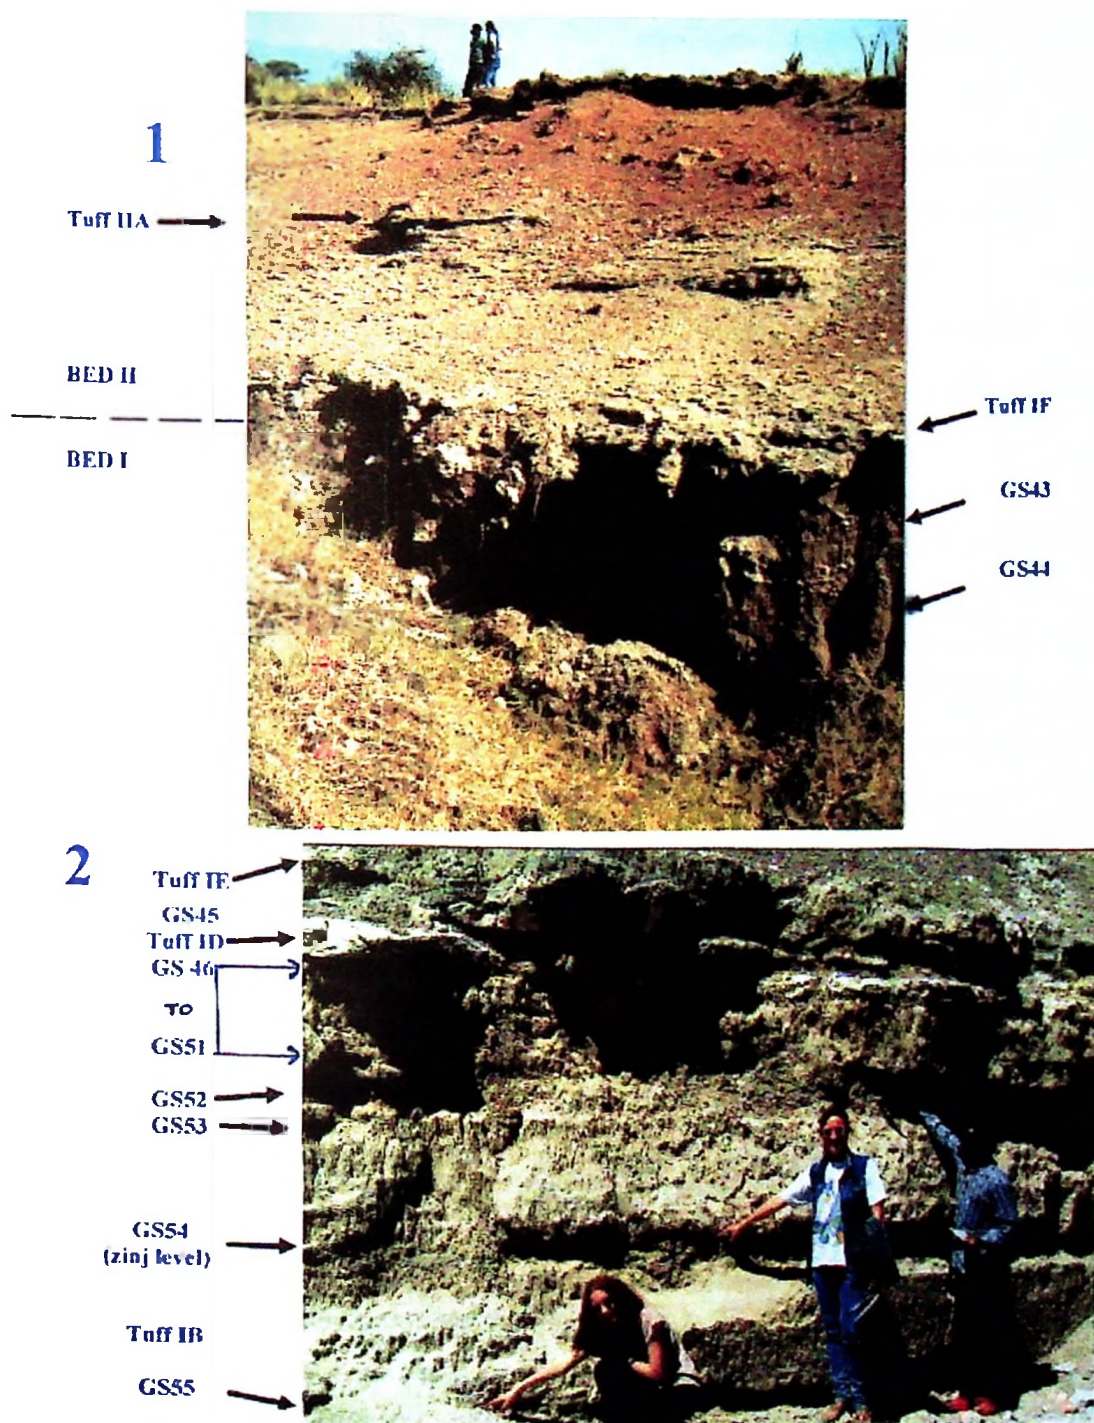 1
Tuff IIA
BED II
BED I
Tuff IF
GS43
GS44
2
Tuff IE
GS45
Tuff ID
GS 46
TO
GS51
GS52
GS53
GS54
(zinj level)
Tuff IB
GS55